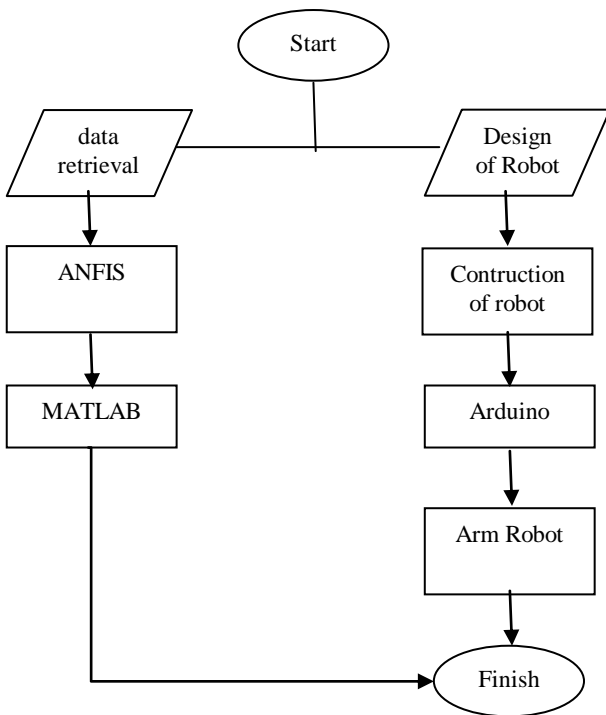 Start
data
retrieval
Design
of Robot
ANFIS
Contruction
of robot
MATLAB
Arduino
Arm Robot
Finish